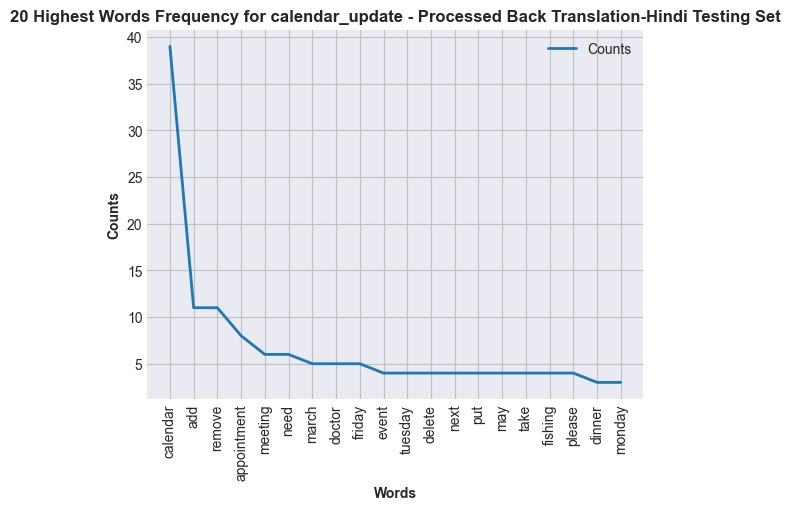 20 Highest Words Frequency for calendar_update - Processed Back Translation-Hindi Testing Set
Counts
40
35
30
25
20
15
10
5
Counts
calendar
add
remove
appointment
meeting
need
march
doctor
friday
event
tuesday
delete
next
put
may
take
fishing
please
dinner
monday
Words